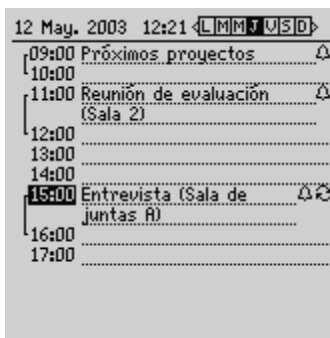 12 May. 2003 12:21 L M M J V S D
09:00 Próximos proyectos
10:00
11:00 Reunión de evaluación
(Sala 2)
12:00
13:00
14:00
15:00 Entrevista (Sala de
juntas A)
16:00
17:00